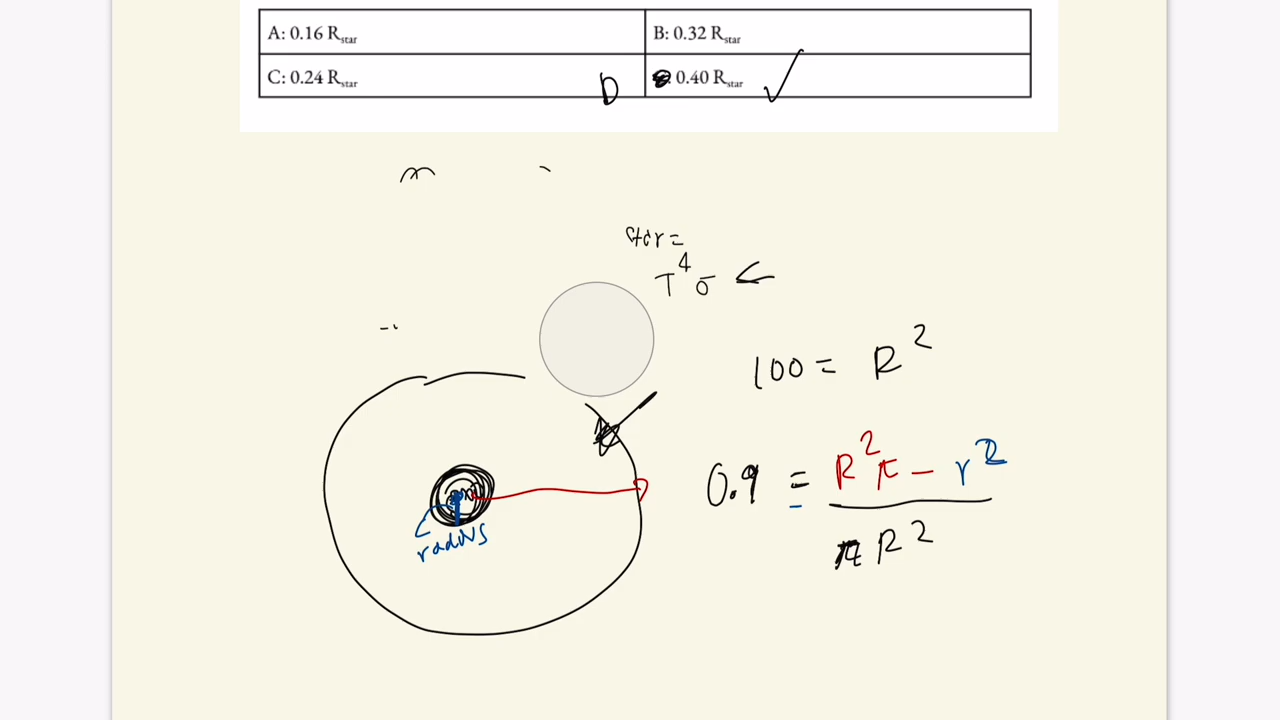 A: 0.16 Rstar
B: 0.32 Rstar
C: 0.24 Rstar
D
0.40 Rstar ✓
star =
T⁴σ ←
100 = R²
0.9 = R²π - r²
πR²
radius